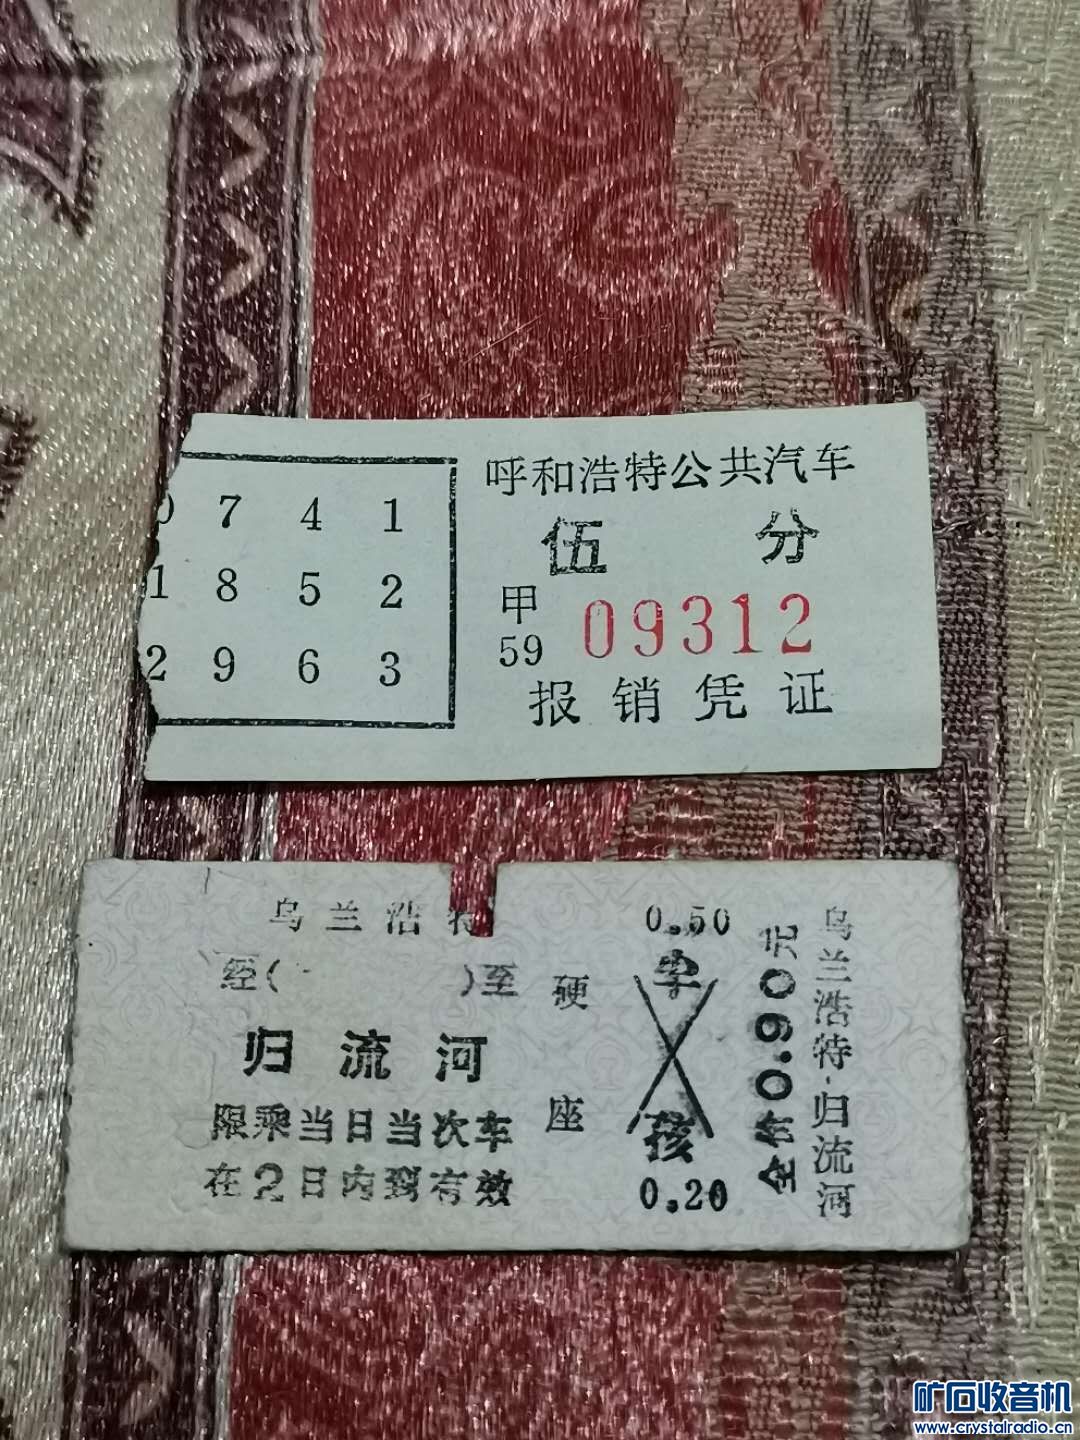 呼和浩特公共汽车
伍 分
甲
59
09312
报销凭证
0 7 4 1
1 8 5 2
2 9 6 3
乌兰浩特
经( )至
归流河
限乘当日当次车
在2日内到有效
硬
座
0.50
学
孩
0.20
全价0.90元
乌兰浩特-归流河
矿石收音机
www.crystalradio.cn